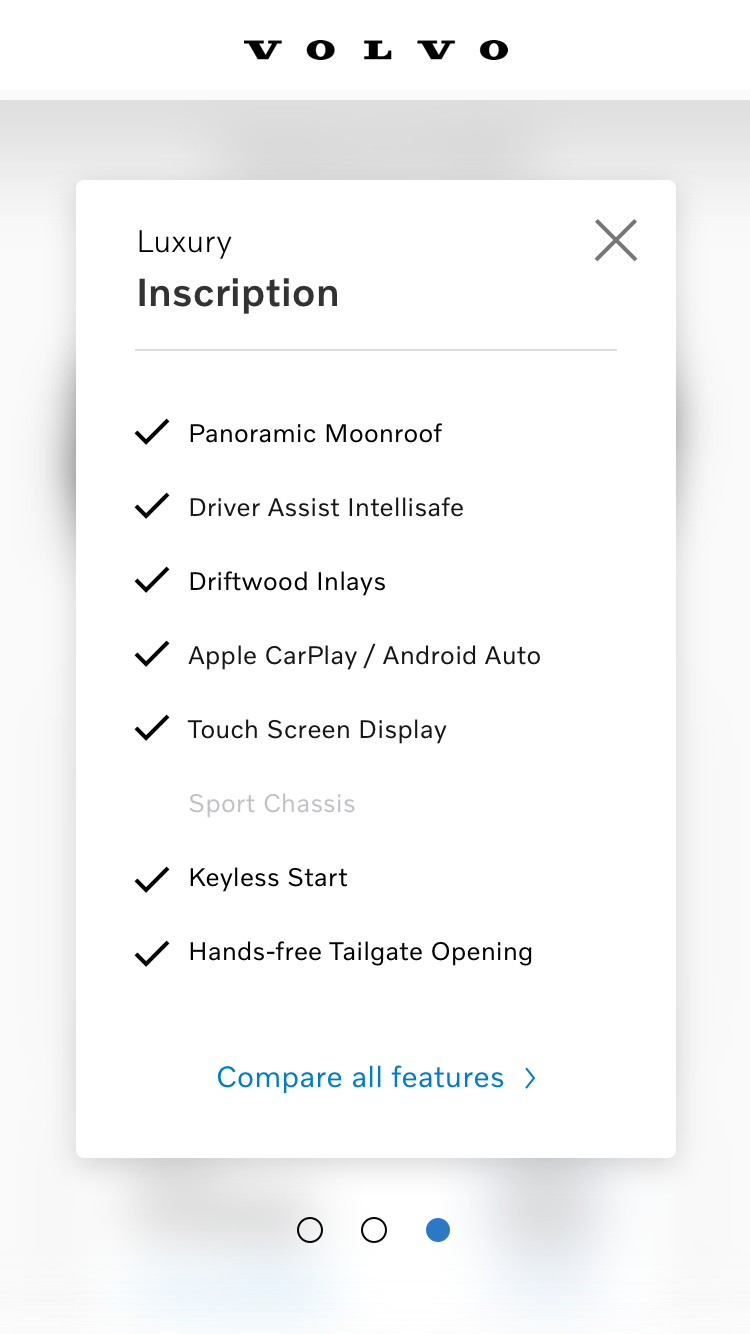 VOLVO
Luxury
Inscription
Panoramic Moonroof
Driver Assist Intellisafe
Driftwood Inlays
Apple CarPlay / Android Auto
Touch Screen Display
Sport Chassis
Keyless Start
Hands-free Tailgate Opening
Compare all features